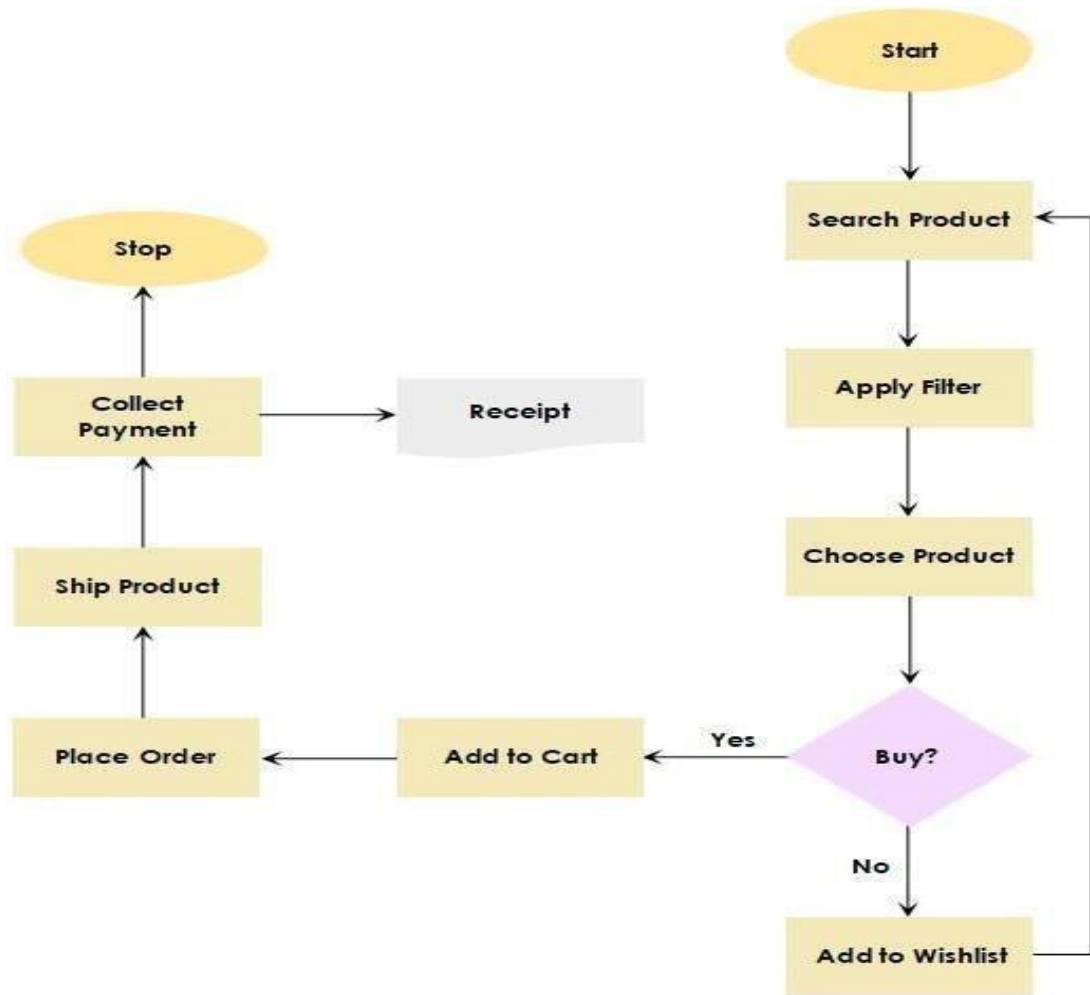 Start
Search Product
Apply Filter
Choose Product
Buy?
Yes
No
Add to Wishlist
Add to Cart
Place Order
Ship Product
Collect
Payment
Receipt
Stop